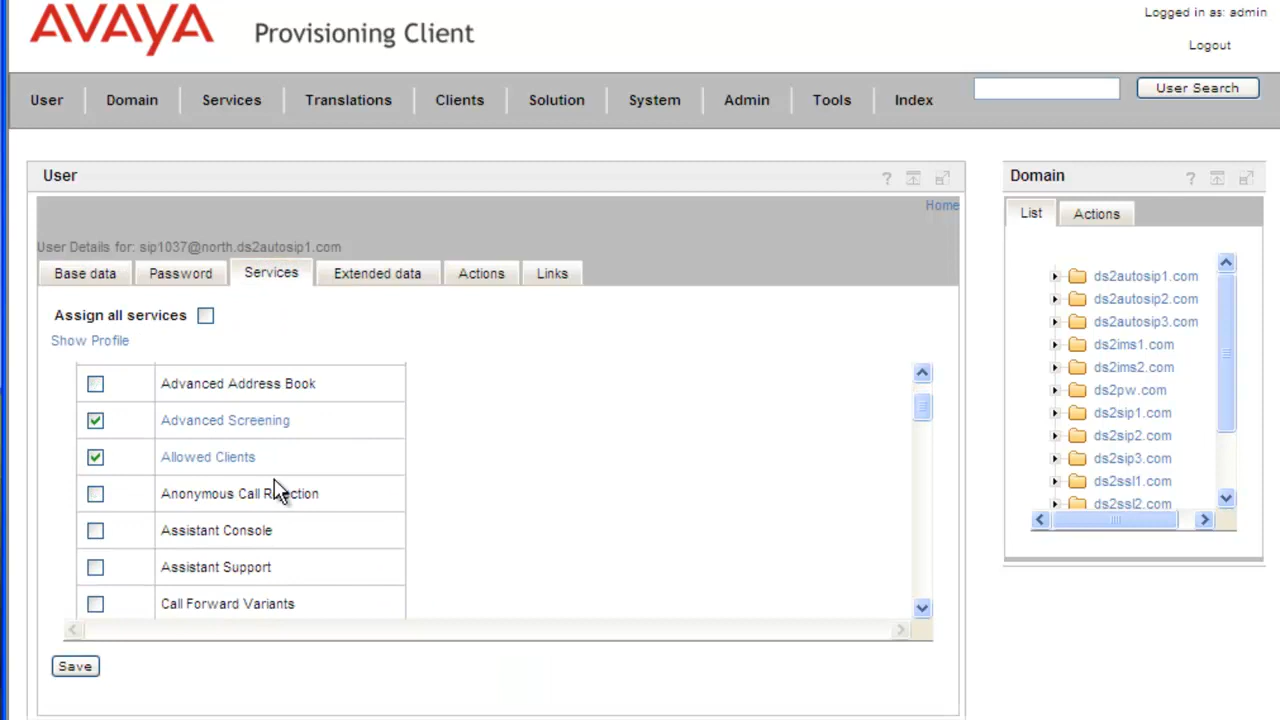 AVAYA Provisioning Client
Logged in as: admin
Logout
User Domain Services Translations Clients Solution System Admin Tools Index User Search
User ?
Home
User Details for: sip1037@north.ds2autosip1.com
Base data Password Services Extended data Actions Links
Assign all services
Show Profile
Advanced Address Book
Advanced Screening
Allowed Clients
Anonymous Call Rejection
Assistant Console
Assistant Support
Call Forward Variants
Save
Domain ?
List Actions
ds2autosip1.com
ds2autosip2.com
ds2autosip3.com
ds2ims1.com
ds2ims2.com
ds2pw.com
ds2sip1.com
ds2sip2.com
ds2sip3.com
ds2ssl1.com
ds2ssl2.com